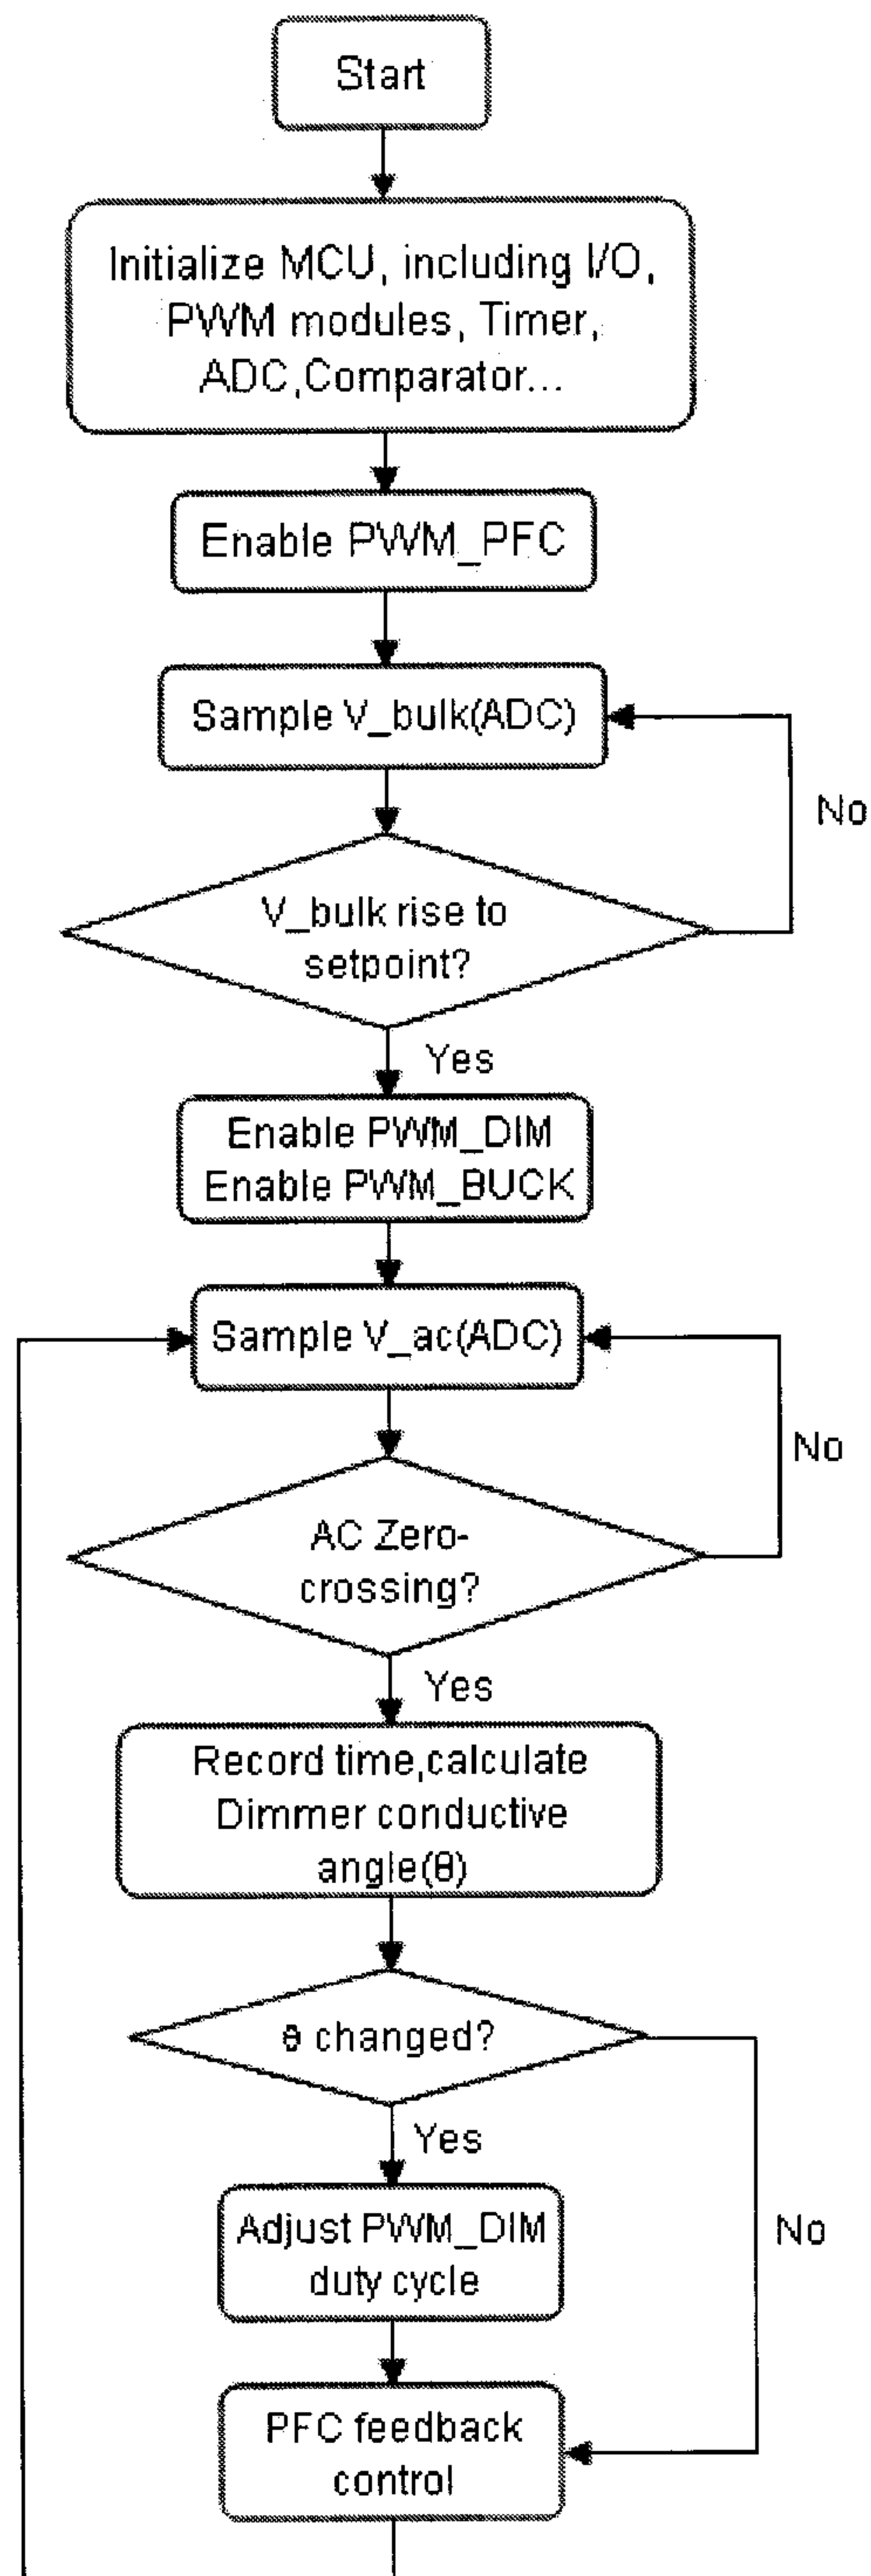 Start
Initialize MCU, including I/O,
PWM modules, Timer,
ADC,Comparator...
Enable PWM_PFC
Sample V_bulk(ADC)
No
V_bulk rise to
setpoint?
Yes
Enable PWM_DIM
Enable PWM_BUCK
Sample V_ac(ADC)
No
AC Zero-
crossing?
Yes
Record time,calculate
Dimmer conductive
angle(θ)
θ changed?
Yes
Adjust PWM_DIM
duty cycle
No
PFC feedback
control